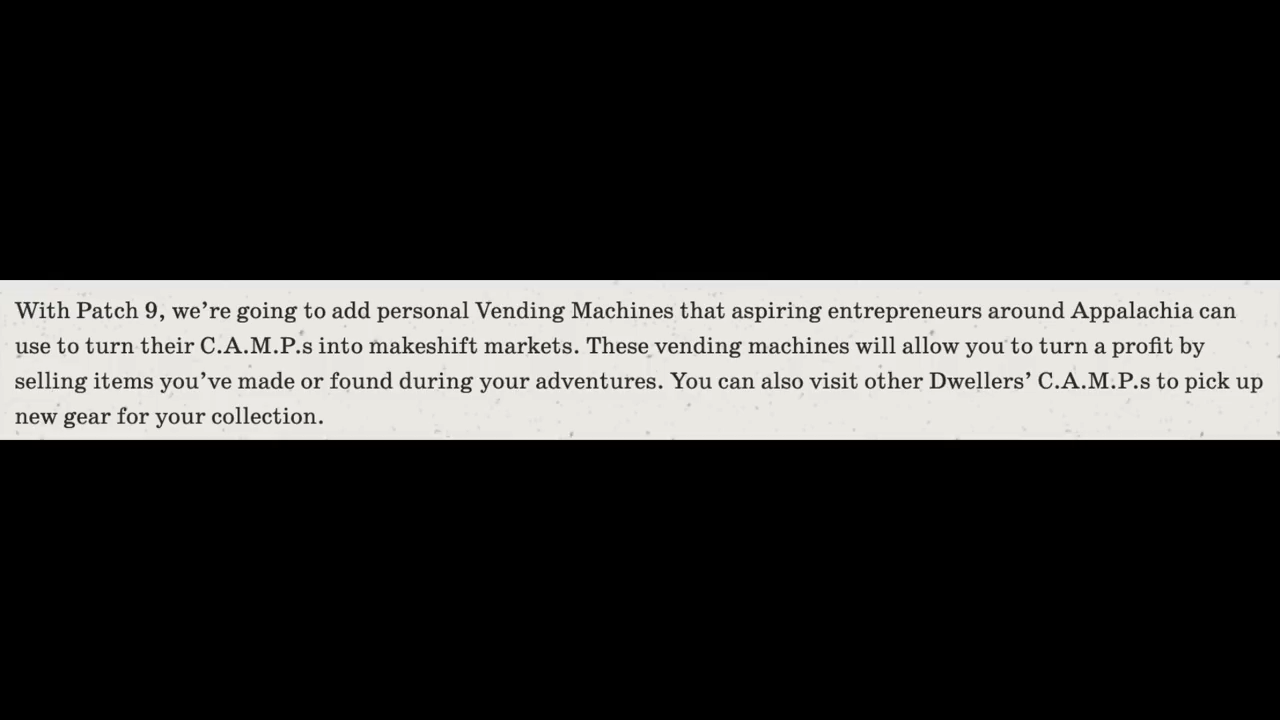 With Patch 9, we’re going to add personal Vending Machines that aspiring entrepreneurs around Appalachia can
use to turn their C.A.M.P.s into makeshift markets. These vending machines will allow you to turn a profit by
selling items you’ve made or found during your adventures. You can also visit other Dwellers’ C.A.M.P.s to pick up
new gear for your collection.